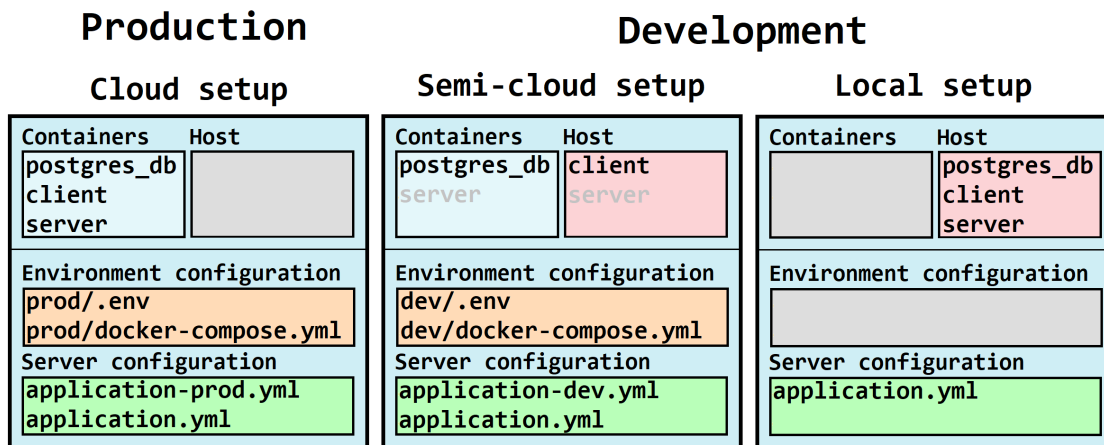 Production
Development
Cloud setup
Semi-cloud setup
Local setup
Containers
Host
postgres_db
client
server
Environment configuration
prod/.env
prod/docker-compose.yml
Server configuration
application-prod.yml
application.yml
Containers
Host
postgres_db
server
client
server
Environment configuration
dev/.env
dev/docker-compose.yml
Server configuration
application-dev.yml
application.yml
Containers
Host
postgres_db
client
server
Environment configuration
Server configuration
application.yml